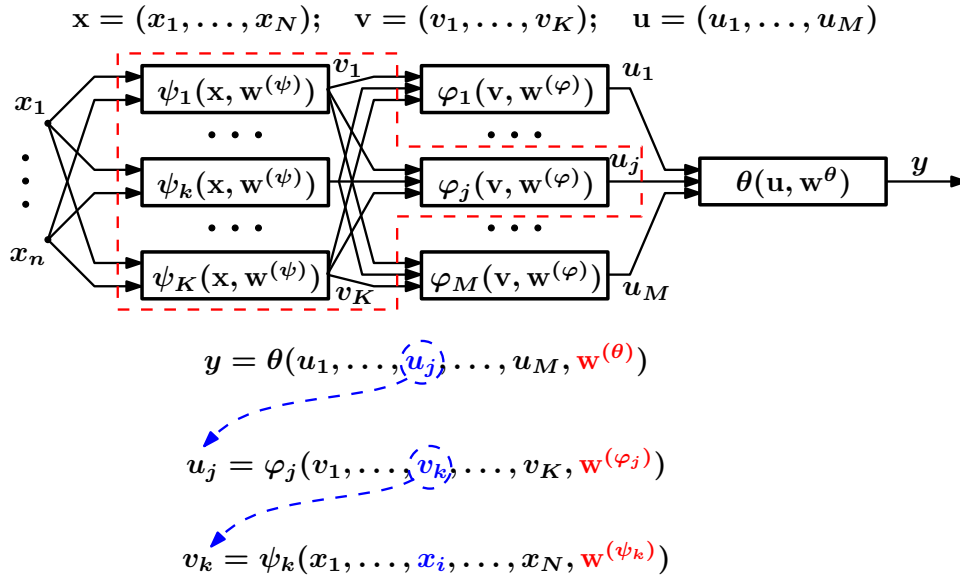 x = (x₁, . . . , x_N); v = (v₁, . . . , v_K); u = (u₁, . . . , u_M)
v₁ u₁
ψ₁(x, w^(ψ)) φ₁(v, w^(φ))
x₁
. . . . . .
. . .
ψ_k(x, w^(ψ)) φ_j(v, w^(φ)) u_j θ(u, w^θ) y
. . . . . .
x_n
ψ_K(x, w^(ψ)) φ_M(v, w^(φ))
v_K u_M
y = θ(u₁, . . . , u_j, . . . , u_M, w^(θ))
u_j = φ_j(v₁, . . . , v_k, . . . , v_K, w^(φ_j))
v_k = ψ_k(x₁, . . . , x_i, . . . , x_N, w^(ψ_k))